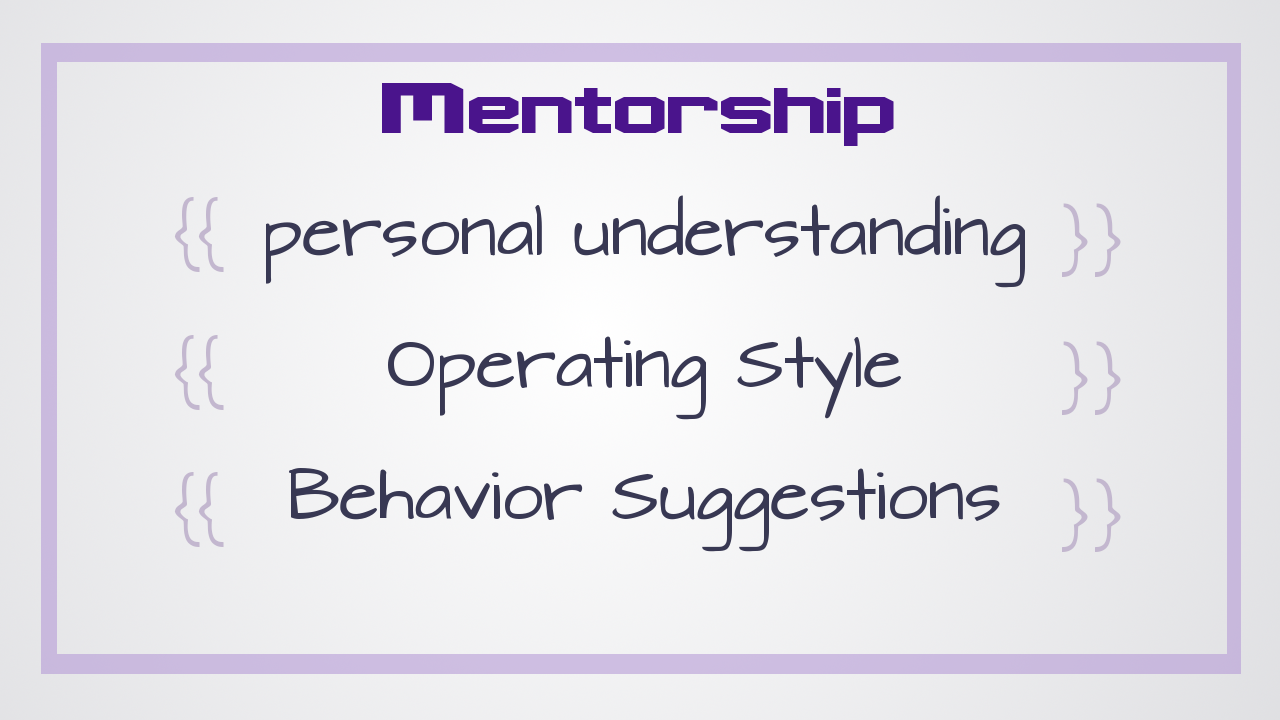 Mentorship
{{ personal understanding }}
{{ Operating Style }}
{{ Behavior Suggestions }}